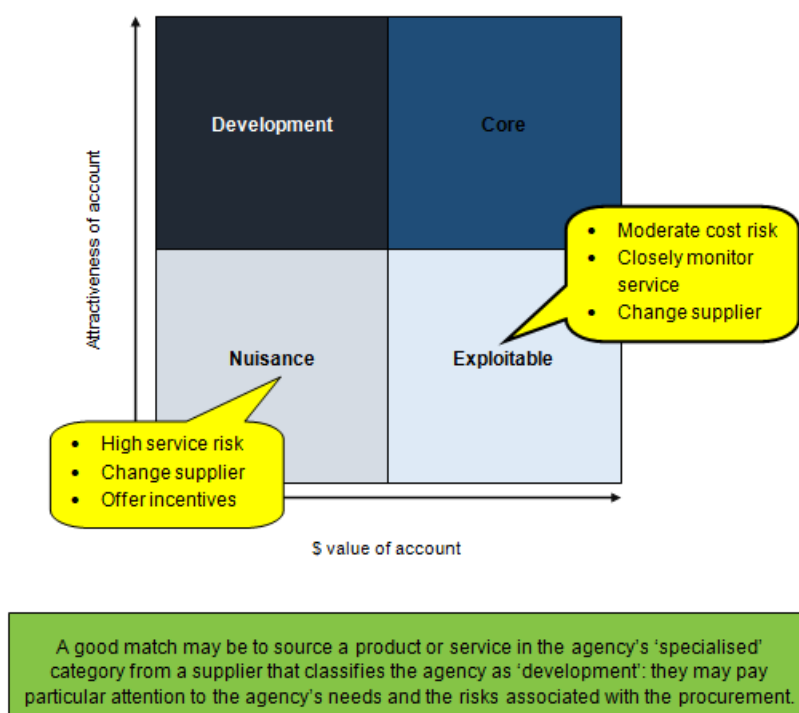 Attractiveness of account
Development
Core
• Moderate cost risk
• Closely monitor
service
• Change supplier
Nuisance
Exploitable
• High service risk
• Change supplier
• Offer incentives
$ value of account
A good match may be to source a product or service in the agency’s ‘specialised’
category from a supplier that classifies the agency as ‘development’: they may pay
particular attention to the agency’s needs and the risks associated with the procurement.